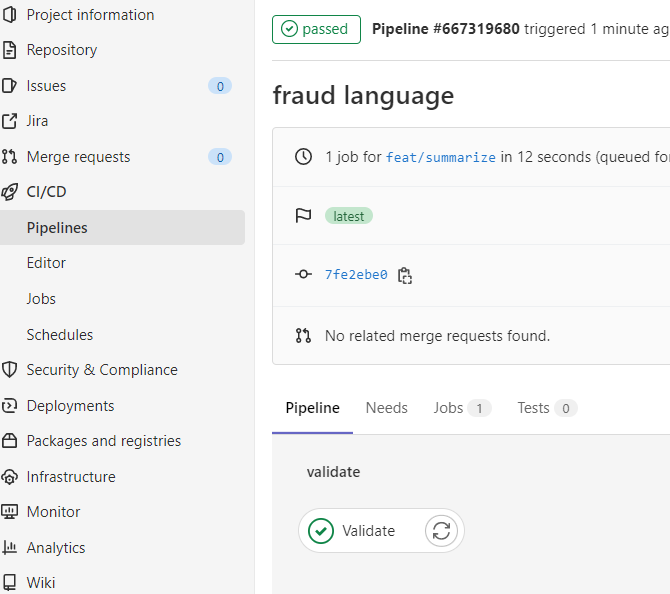 Project information
Repository
Issues 0
Jira
Merge requests 0
CI/CD
Pipelines
Editor
Jobs
Schedules
Security & Compliance
Deployments
Packages and registries
Infrastructure
Monitor
Analytics
Wiki
passed Pipeline #667319680 triggered 1 minute ag
fraud language
1 job for feat/summarize in 12 seconds (queued for
latest
7fe2ebe0
No related merge requests found.
Pipeline Needs Jobs 1 Tests 0
validate
Validate